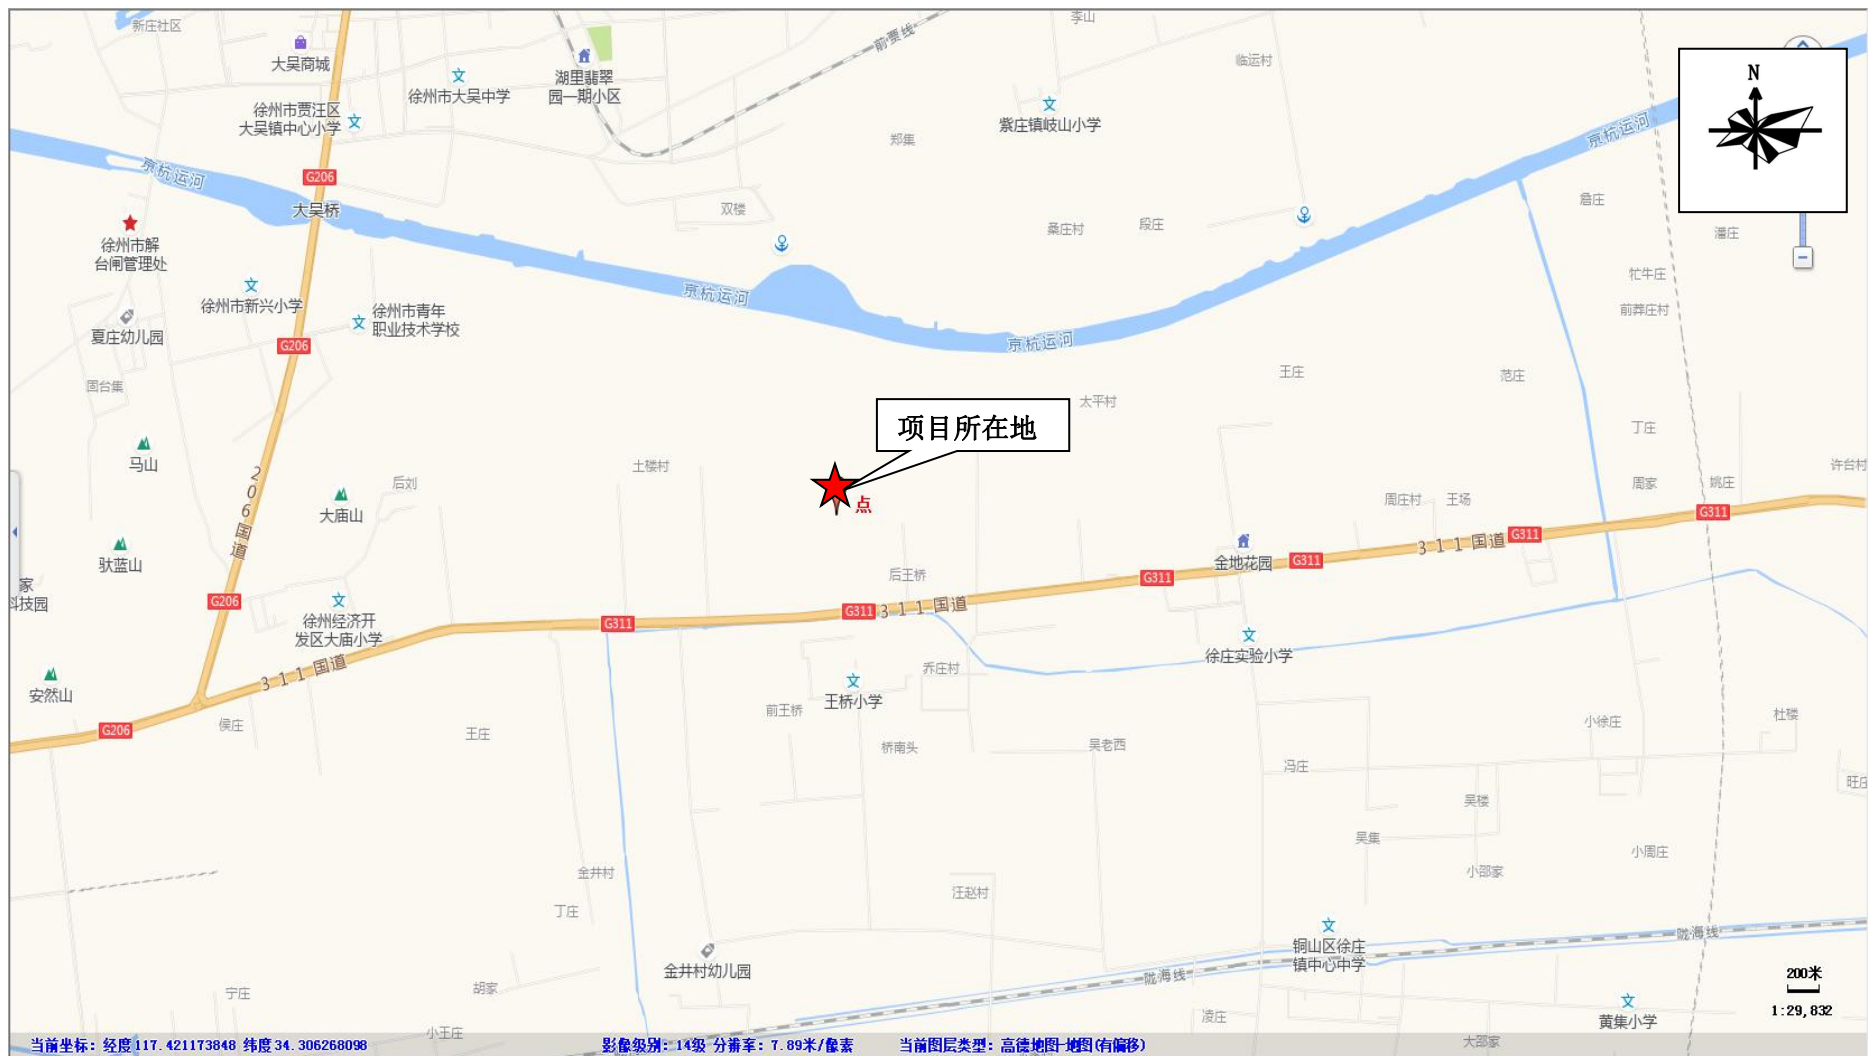 新庄社区
李山
大吴商城
前贾线
临运村
徐州市大吴中学
湖里翡翠
园一期小区
N
徐州市贾汪区
大吴镇中心小学
紫庄镇岐山小学
郑集
京杭运河
京杭运河
G206
大吴桥
双楼
詹庄
桑庄村
段庄
潘庄
徐州市解
台闸管理处
牤牛庄
徐州市新兴小学
京杭运河
徐州市青年
职业技术学校
前莽庄村
夏庄幼儿园
G206
京杭运河
固台集
王庄
范庄
太平村
项目所在地
丁庄
马山
土楼村
许台村
206国道
后刘
点
周家
姚庄
大庙山
周庄村
王场
G311
驮蓝山
金地花园
G311
311国道
G311
后王桥
G311
家
科技园
G206
徐州经济开
发区大庙小学
G311
G311
311国道
徐庄实验小学
311国道
安然山
乔庄村
王桥小学
前王桥
G206
侯庄
王庄
桥南头
吴老西
小徐庄
杜楼
冯庄
旺庄
吴楼
吴集
小周庄
金井村
小邵家
汪赵村
丁庄
铜山区徐庄
镇中心中学
陇海线
金井村幼儿园
陇海线
200米
宁庄
胡家
1:29,832
小王庄
凌庄
黄集小学
大邵家
当前坐标：经度117.421173848 纬度34.306268098
影像级别：14级 分辨率：7.89米/像素
当前图层类型：高德地图-地图(有偏移)